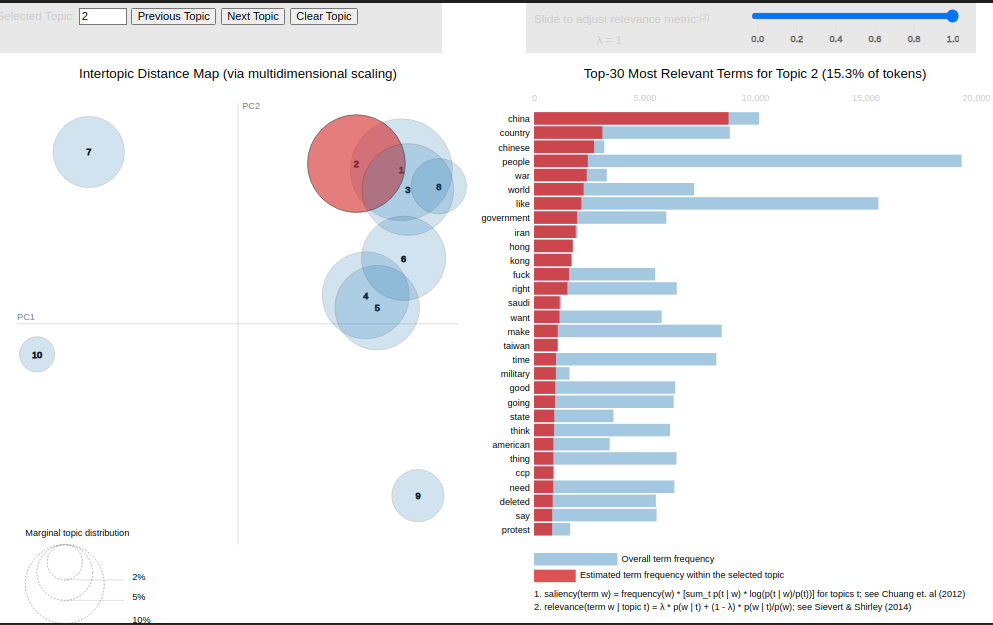 Selected Topic: 2 Previous Topic Next Topic Clear Topic
Slide to adjust relevance metric:(2)
λ = 1
0.0 0.2 0.4 0.6 0.8 1.0
Intertopic Distance Map (via multidimensional scaling)
PC2
PC1
7
2
1
3
8
6
4
5
10
9
Marginal topic distribution
2%
5%
10%
Top-30 Most Relevant Terms for Topic 2 (15.3% of tokens)
0 5,000 10,000 15,000 20,000
china
country
chinese
people
war
world
like
government
iran
hong
kong
fuck
right
saudi
want
make
taiwan
time
military
good
going
state
think
american
thing
ccp
need
deleted
say
protest
Overall term frequency
Estimated term frequency within the selected topic
1. saliency(term w) = frequency(w) * [sum_t p(t | w) * log(p(t | w)/p(t))] for topics t; see Chuang et. al (2012)
2. relevance(term w | topic t) = λ * p(w | t) + (1 - λ) * p(w | t)/p(w); see Sievert & Shirley (2014)